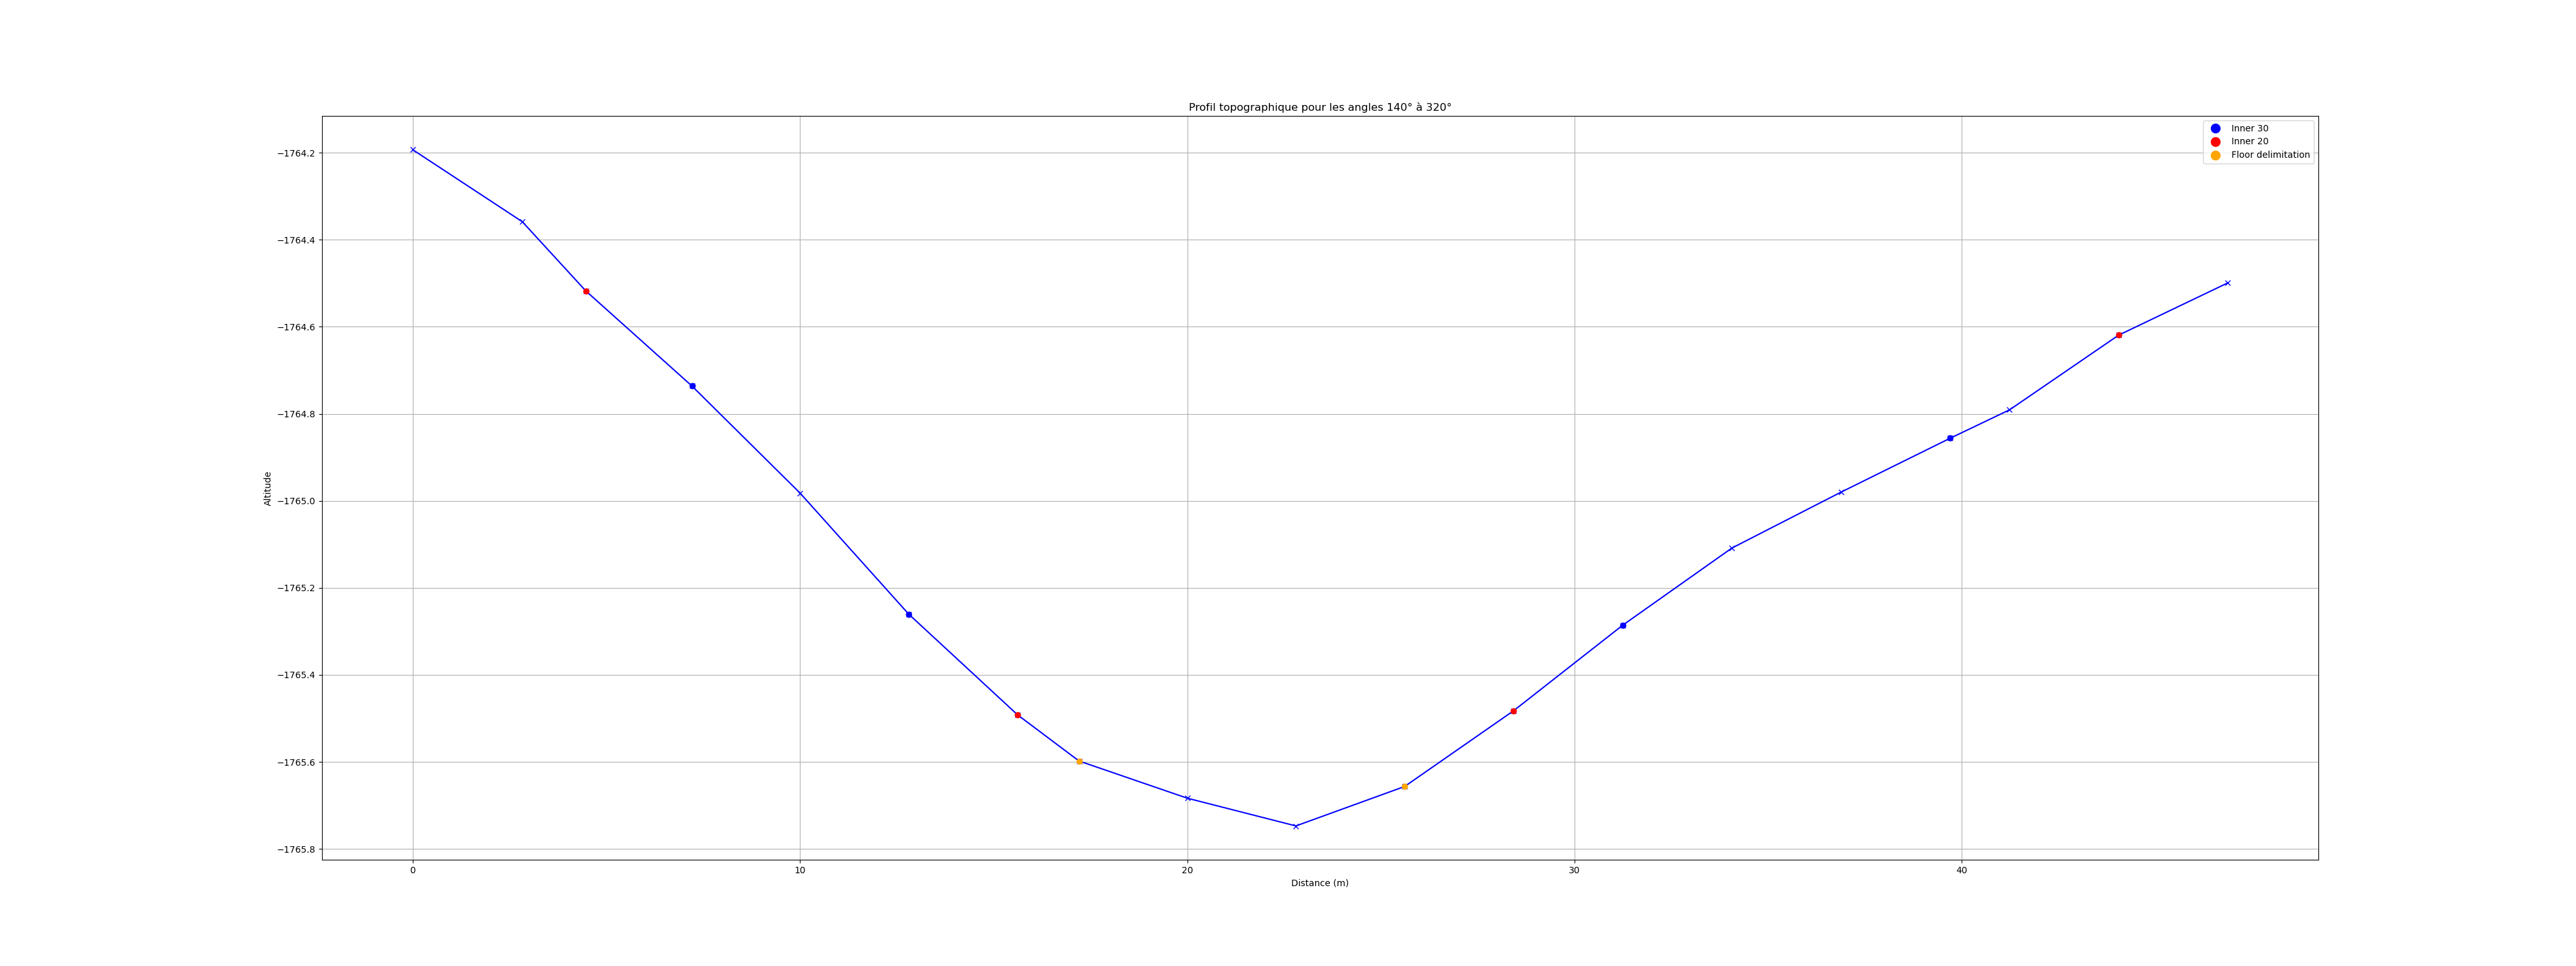 Profil topographique pour les angles 140° à 320°
Inner 30
Inner 20
Floor delimitation
−1764.2
−1764.4
−1764.6
−1764.8
−1765.0
−1765.2
−1765.4
−1765.6
−1765.8
Altitude
0 10 20 30 40
Distance (m)